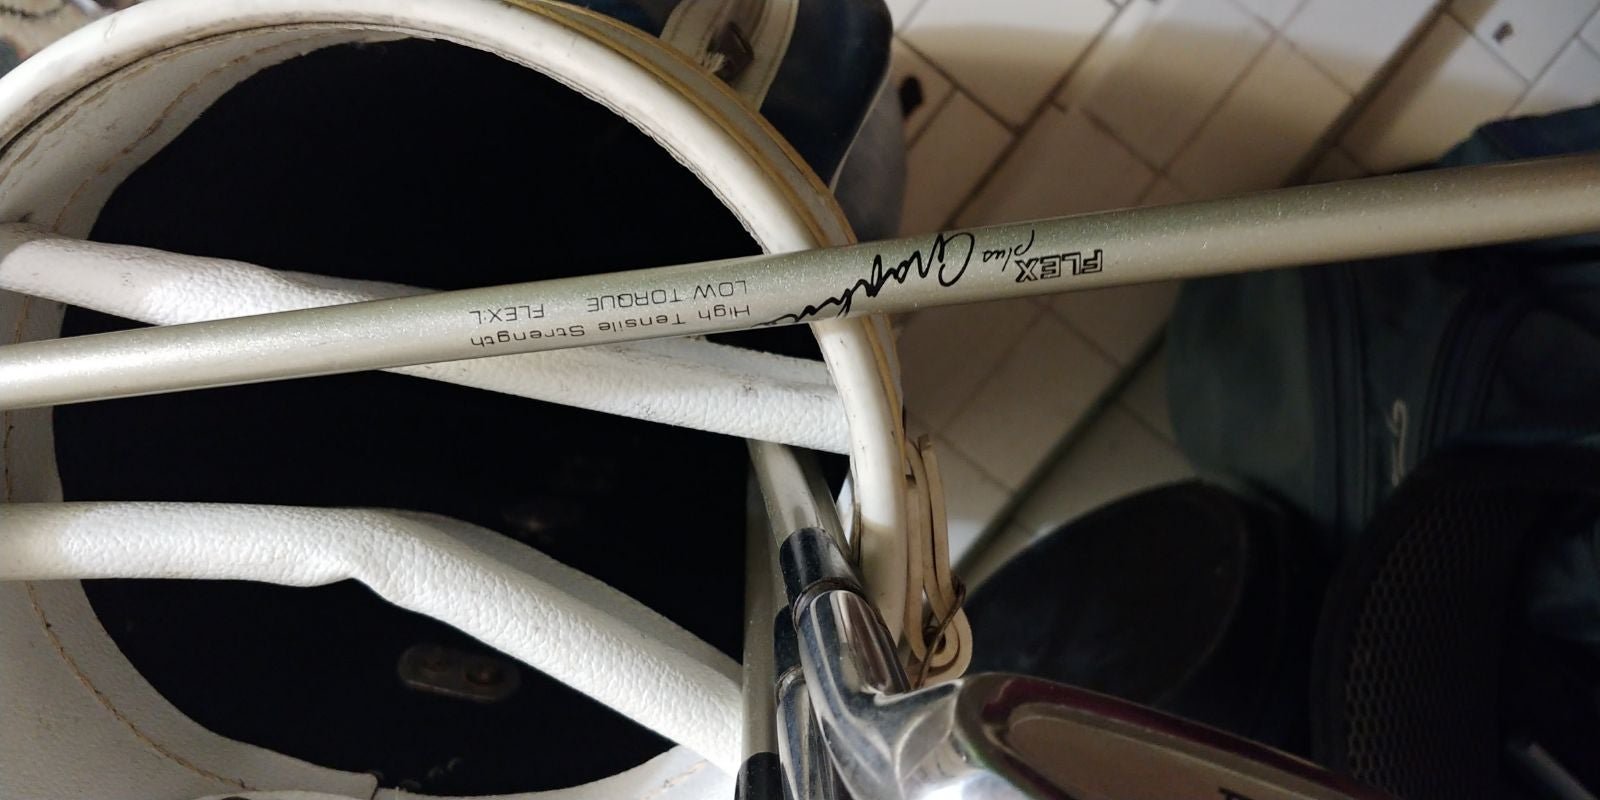 FLEX
plus
Graphite
High Tensile Strength
LOW TORQUE FLEX:L